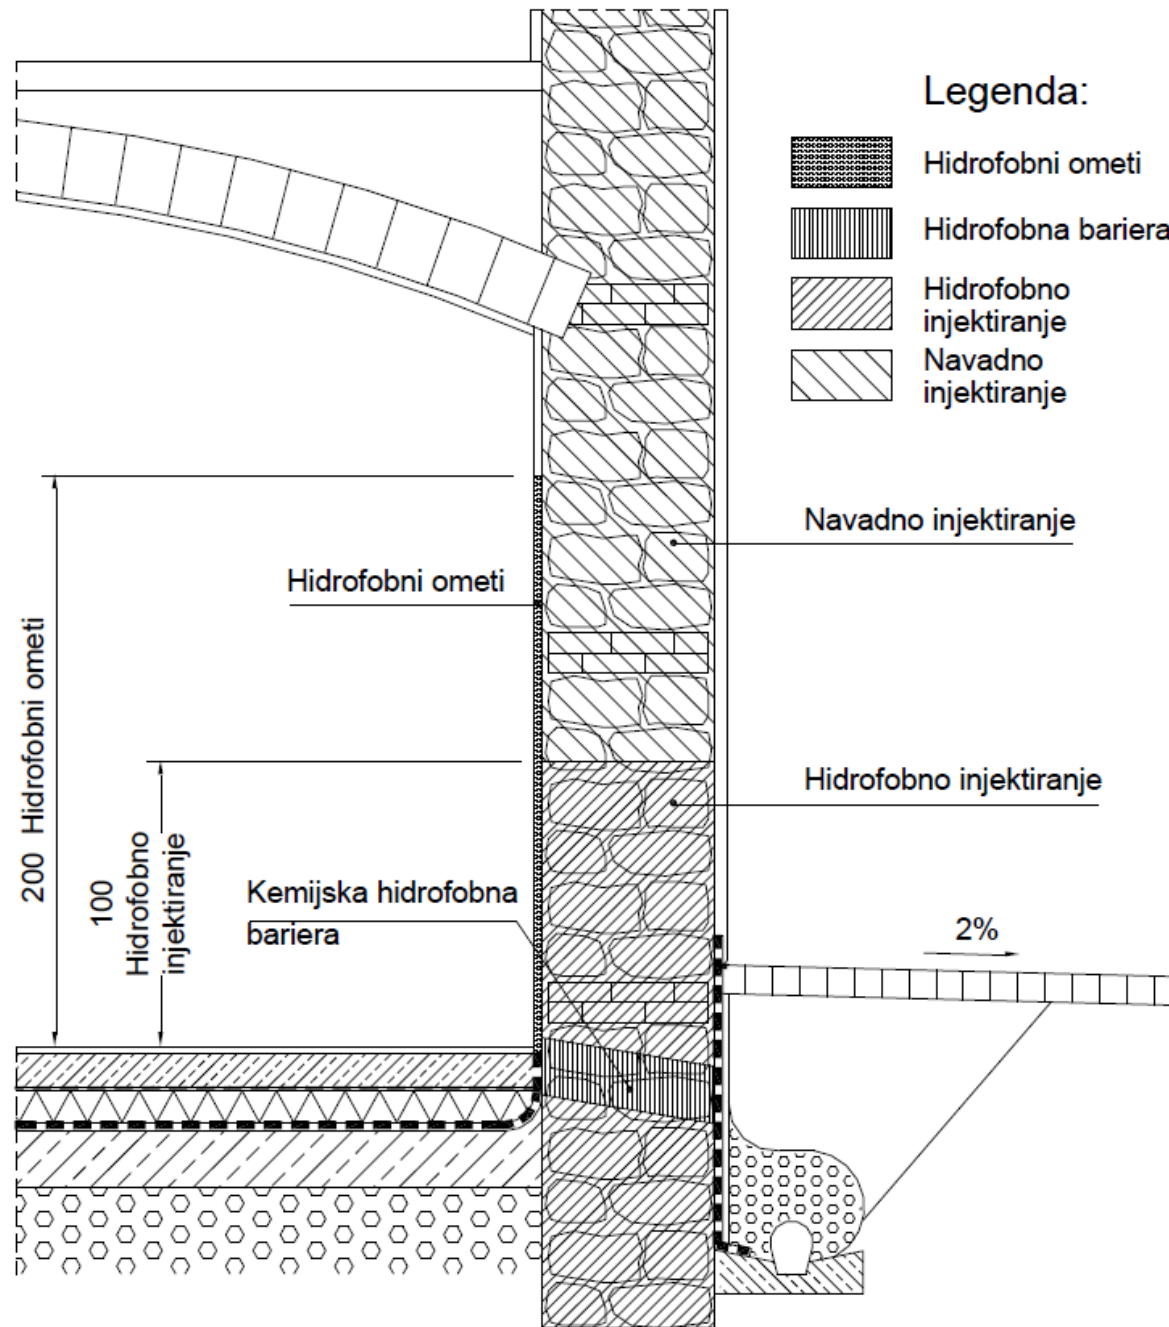 Legenda:
Hidrofobni ometi
Hidrofobna bariera
Hidrofobno
injektiranje
Navadno
injektiranje
Navadno injektiranje
Hidrofobni ometi
200 Hidrofobni ometi
100
Hidrofobno
injektiranje
Hidrofobno injektiranje
Kemijska hidrofobna
bariera
2%